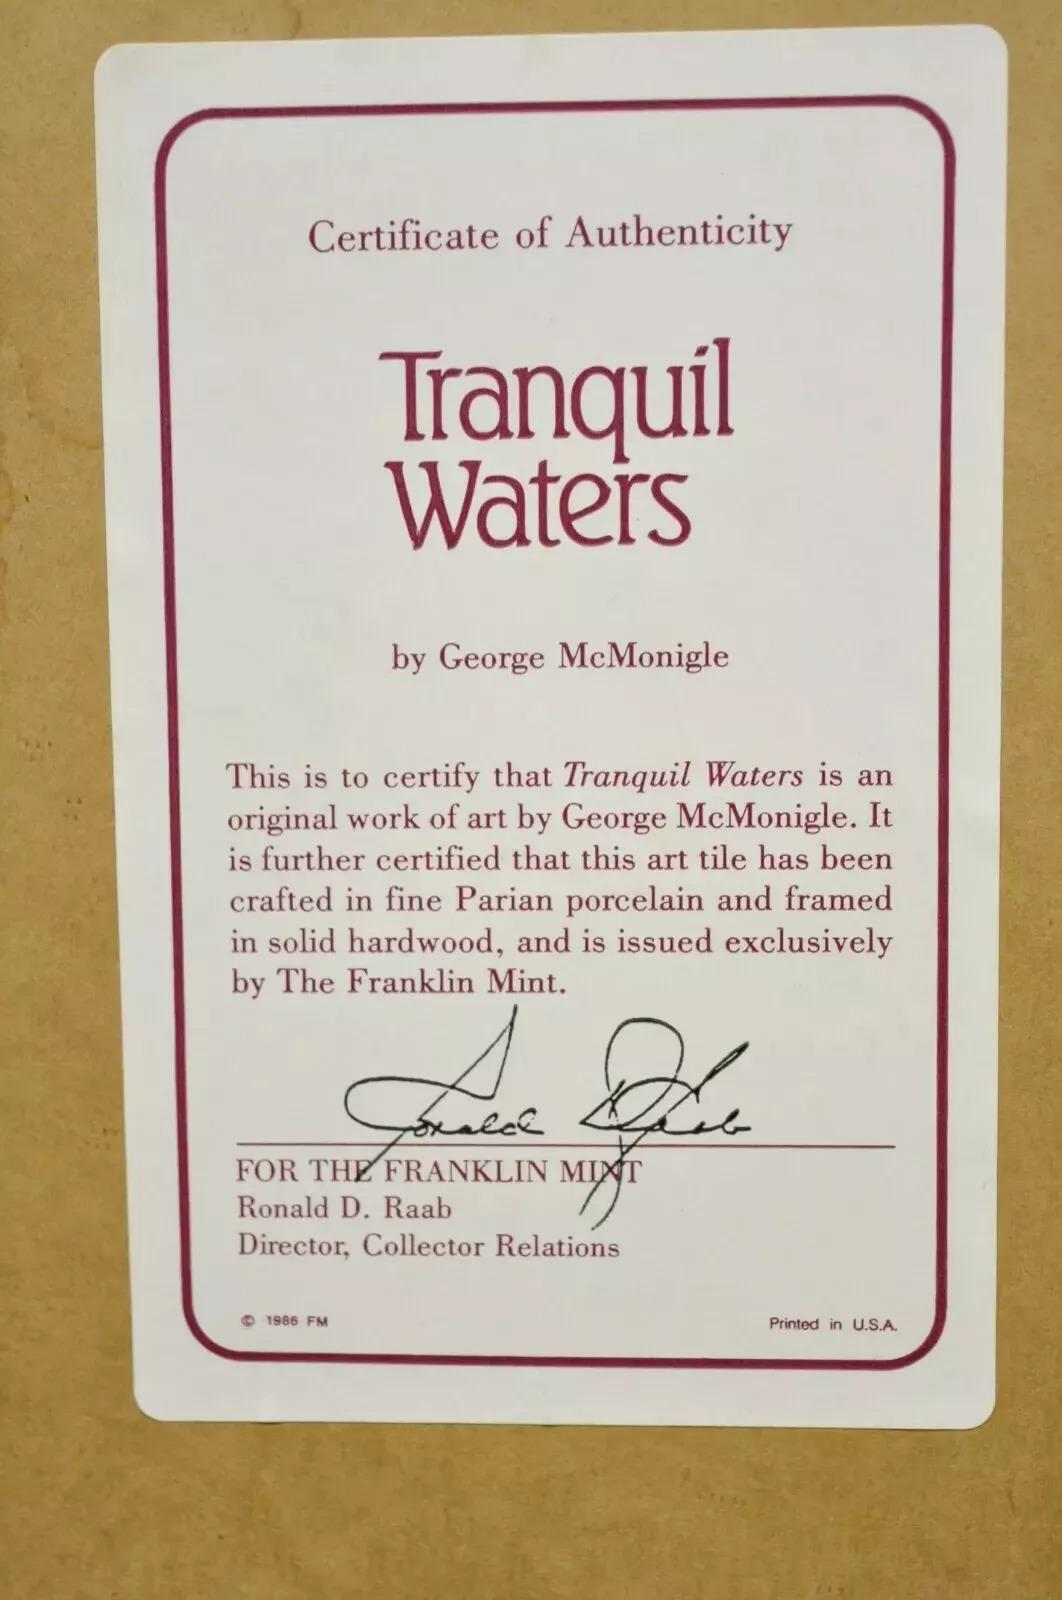 Certificate of Authenticity
Tranquil
Waters
by George McMonigle
This is to certify that Tranquil Waters is an
original work of art by George McMonigle. It
is further certified that this art tile has been
crafted in fine Parian porcelain and framed
in solid hardwood, and is issued exclusively
by The Franklin Mint.
Ronald D. Raab
FOR THE FRANKLIN MINT
Ronald D. Raab
Director, Collector Relations
© 1986 FM Printed in U.S.A.